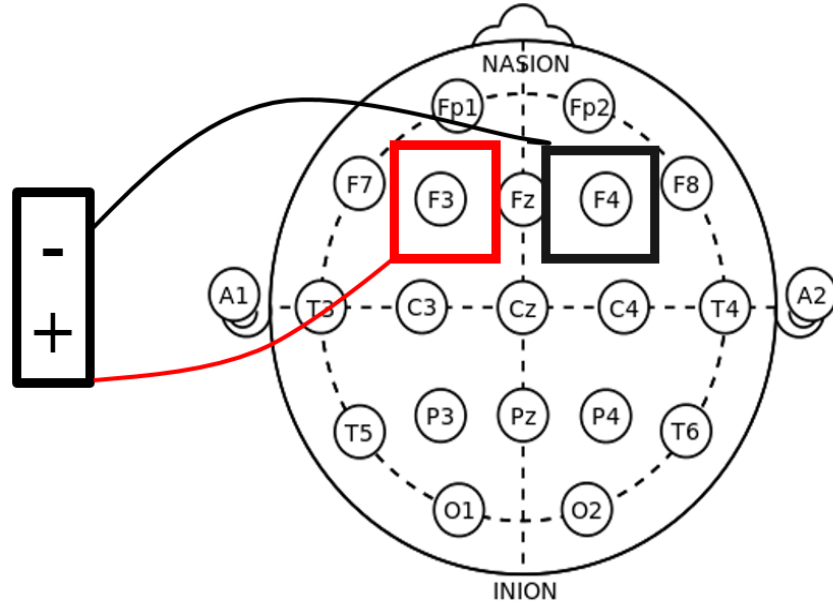 NASION
Fp1 Fp2
F7 F3 Fz F4 F8
-
+
A1 T3 C3 Cz C4 T4 A2
T5 P3 Pz P4 T6
O1 O2
INION